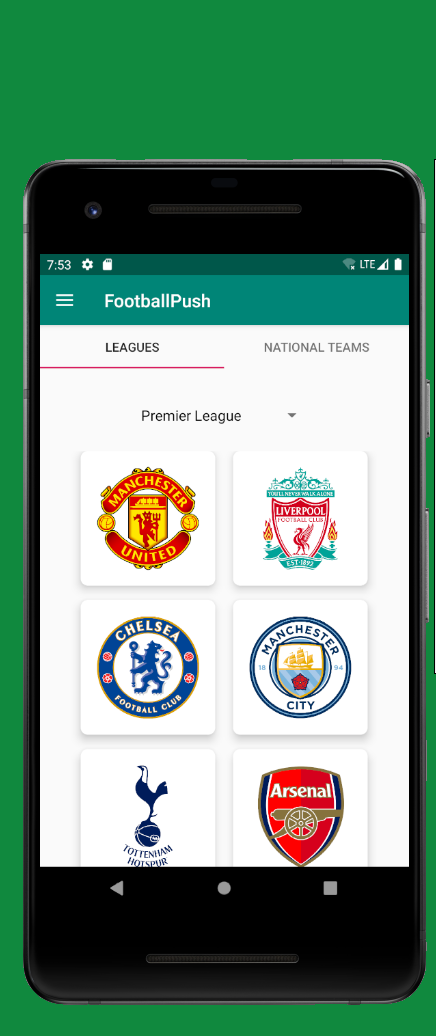 7:53 LTE
FootballPush
LEAGUES NATIONAL TEAMS
Premier League
MANCHESTER
UNITED
YOU'LL NEVER WALK ALONE
LIVERPOOL
FOOTBALL CLUB
EST·1892
CHELSEA
FOOTBALL CLUB
MANCHESTER
18 94
CITY
TOTTENHAM
HOTSPUR
Arsenal